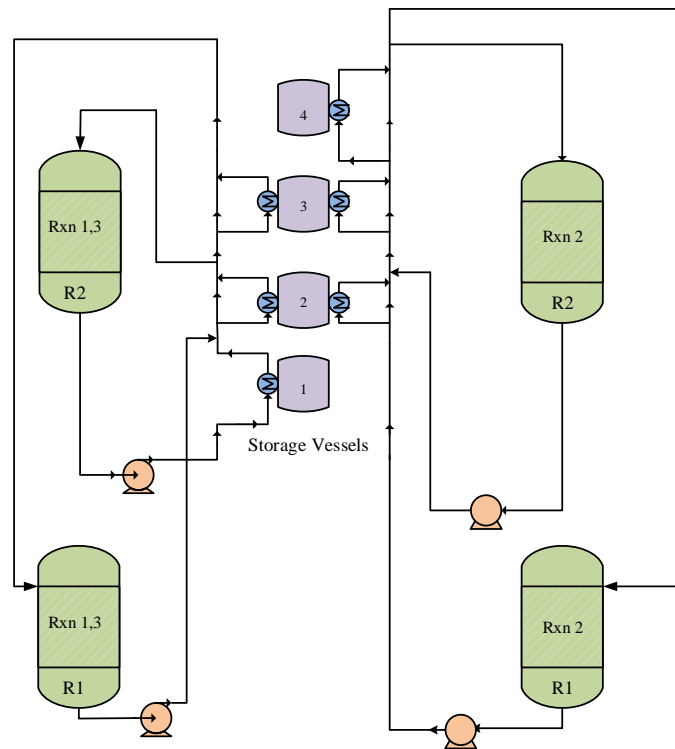 4
Rxn 1,3
R2
3
Rxn 2
R2
2
1
Storage Vessels
Rxn 1,3
R1
Rxn 2
R1